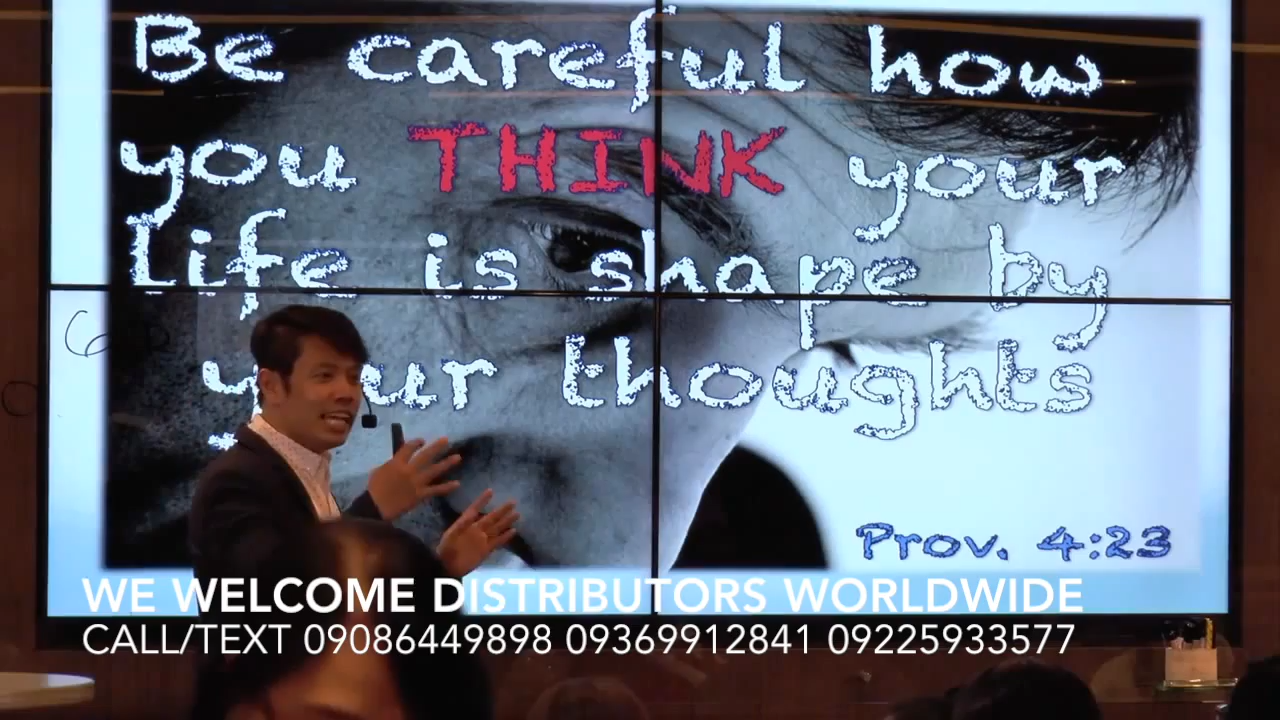 Be careful how
you THINK your
Life is shape by
your thoughts
Prov. 4:23
WE WELCOME DISTRIBUTORS WORLDWIDE
CALL/TEXT 09086449898 09369912841 09225933577